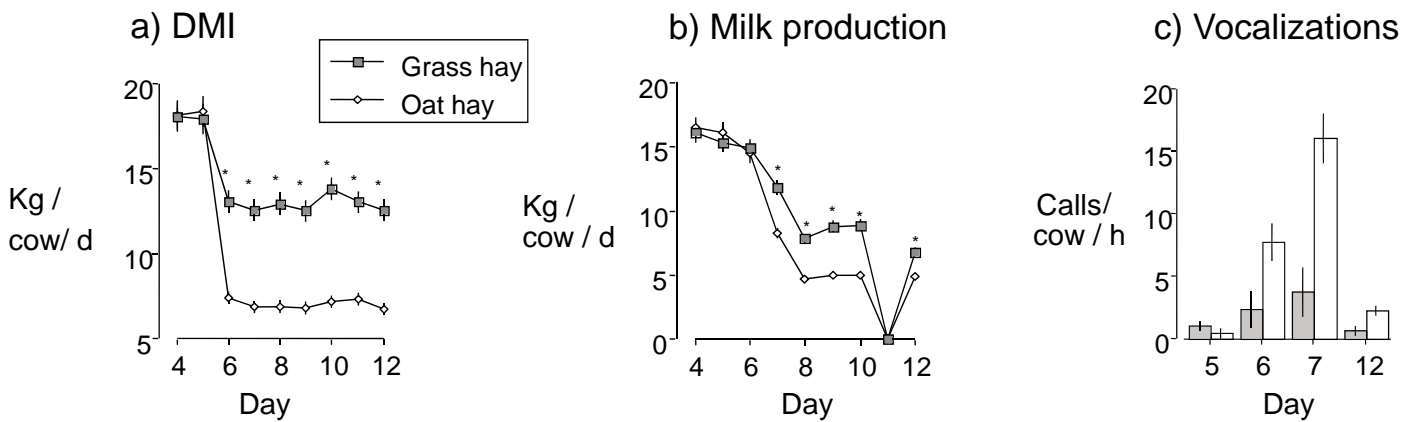 a) DMI
Grass hay
Oat hay
20
15
10
5
Kg /
cow/ d
* * * * * * *
4 6 8 10 12
Day
b) Milk production
20
15
10
5
0
Kg /
cow / d
* * * * *
4 6 8 10 12
Day
c) Vocalizations
20
15
10
5
0
Calls/
cow / h
5 6 7 12
Day